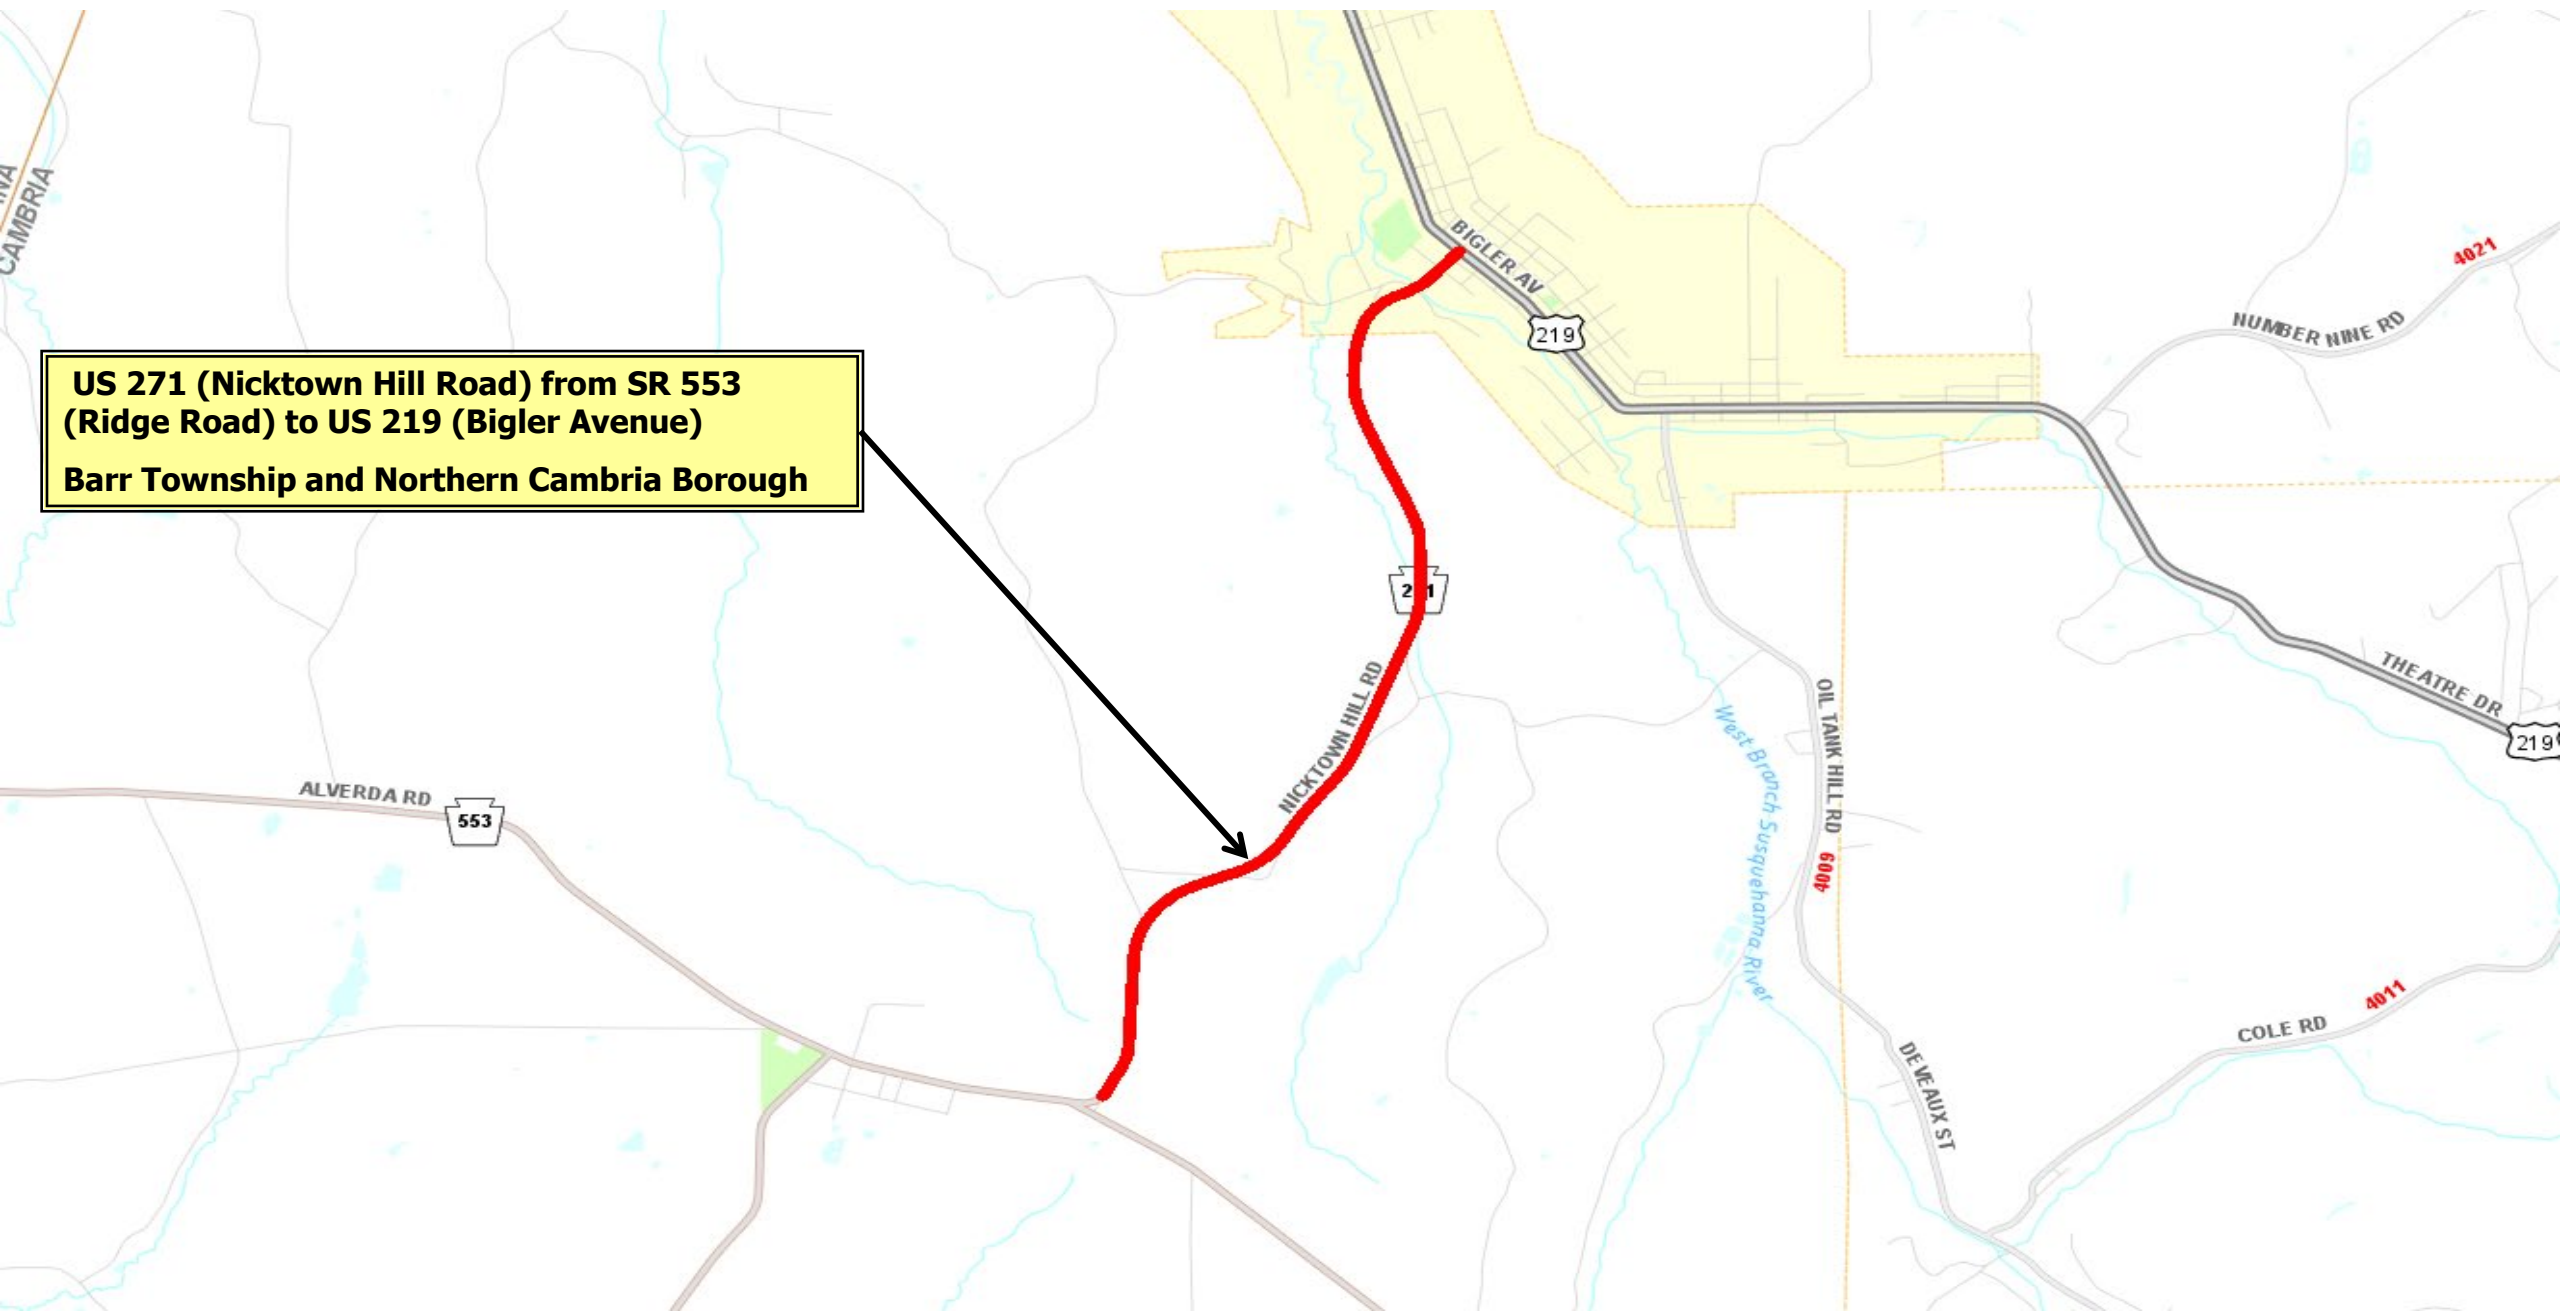 CAMBRIA
BIGLER AV
219
4021
NUMBER NINE RD
US 271 (Nicktown Hill Road) from SR 553
(Ridge Road) to US 219 (Bigler Avenue)
Barr Township and Northern Cambria Borough
NICKTOWN HILL RD
THEATRE DR
219
OIL TANK HILL RD
West Branch Susquehanna River
ALVERDA RD
553
4009
4011
COLE RD
DEVEAUX ST